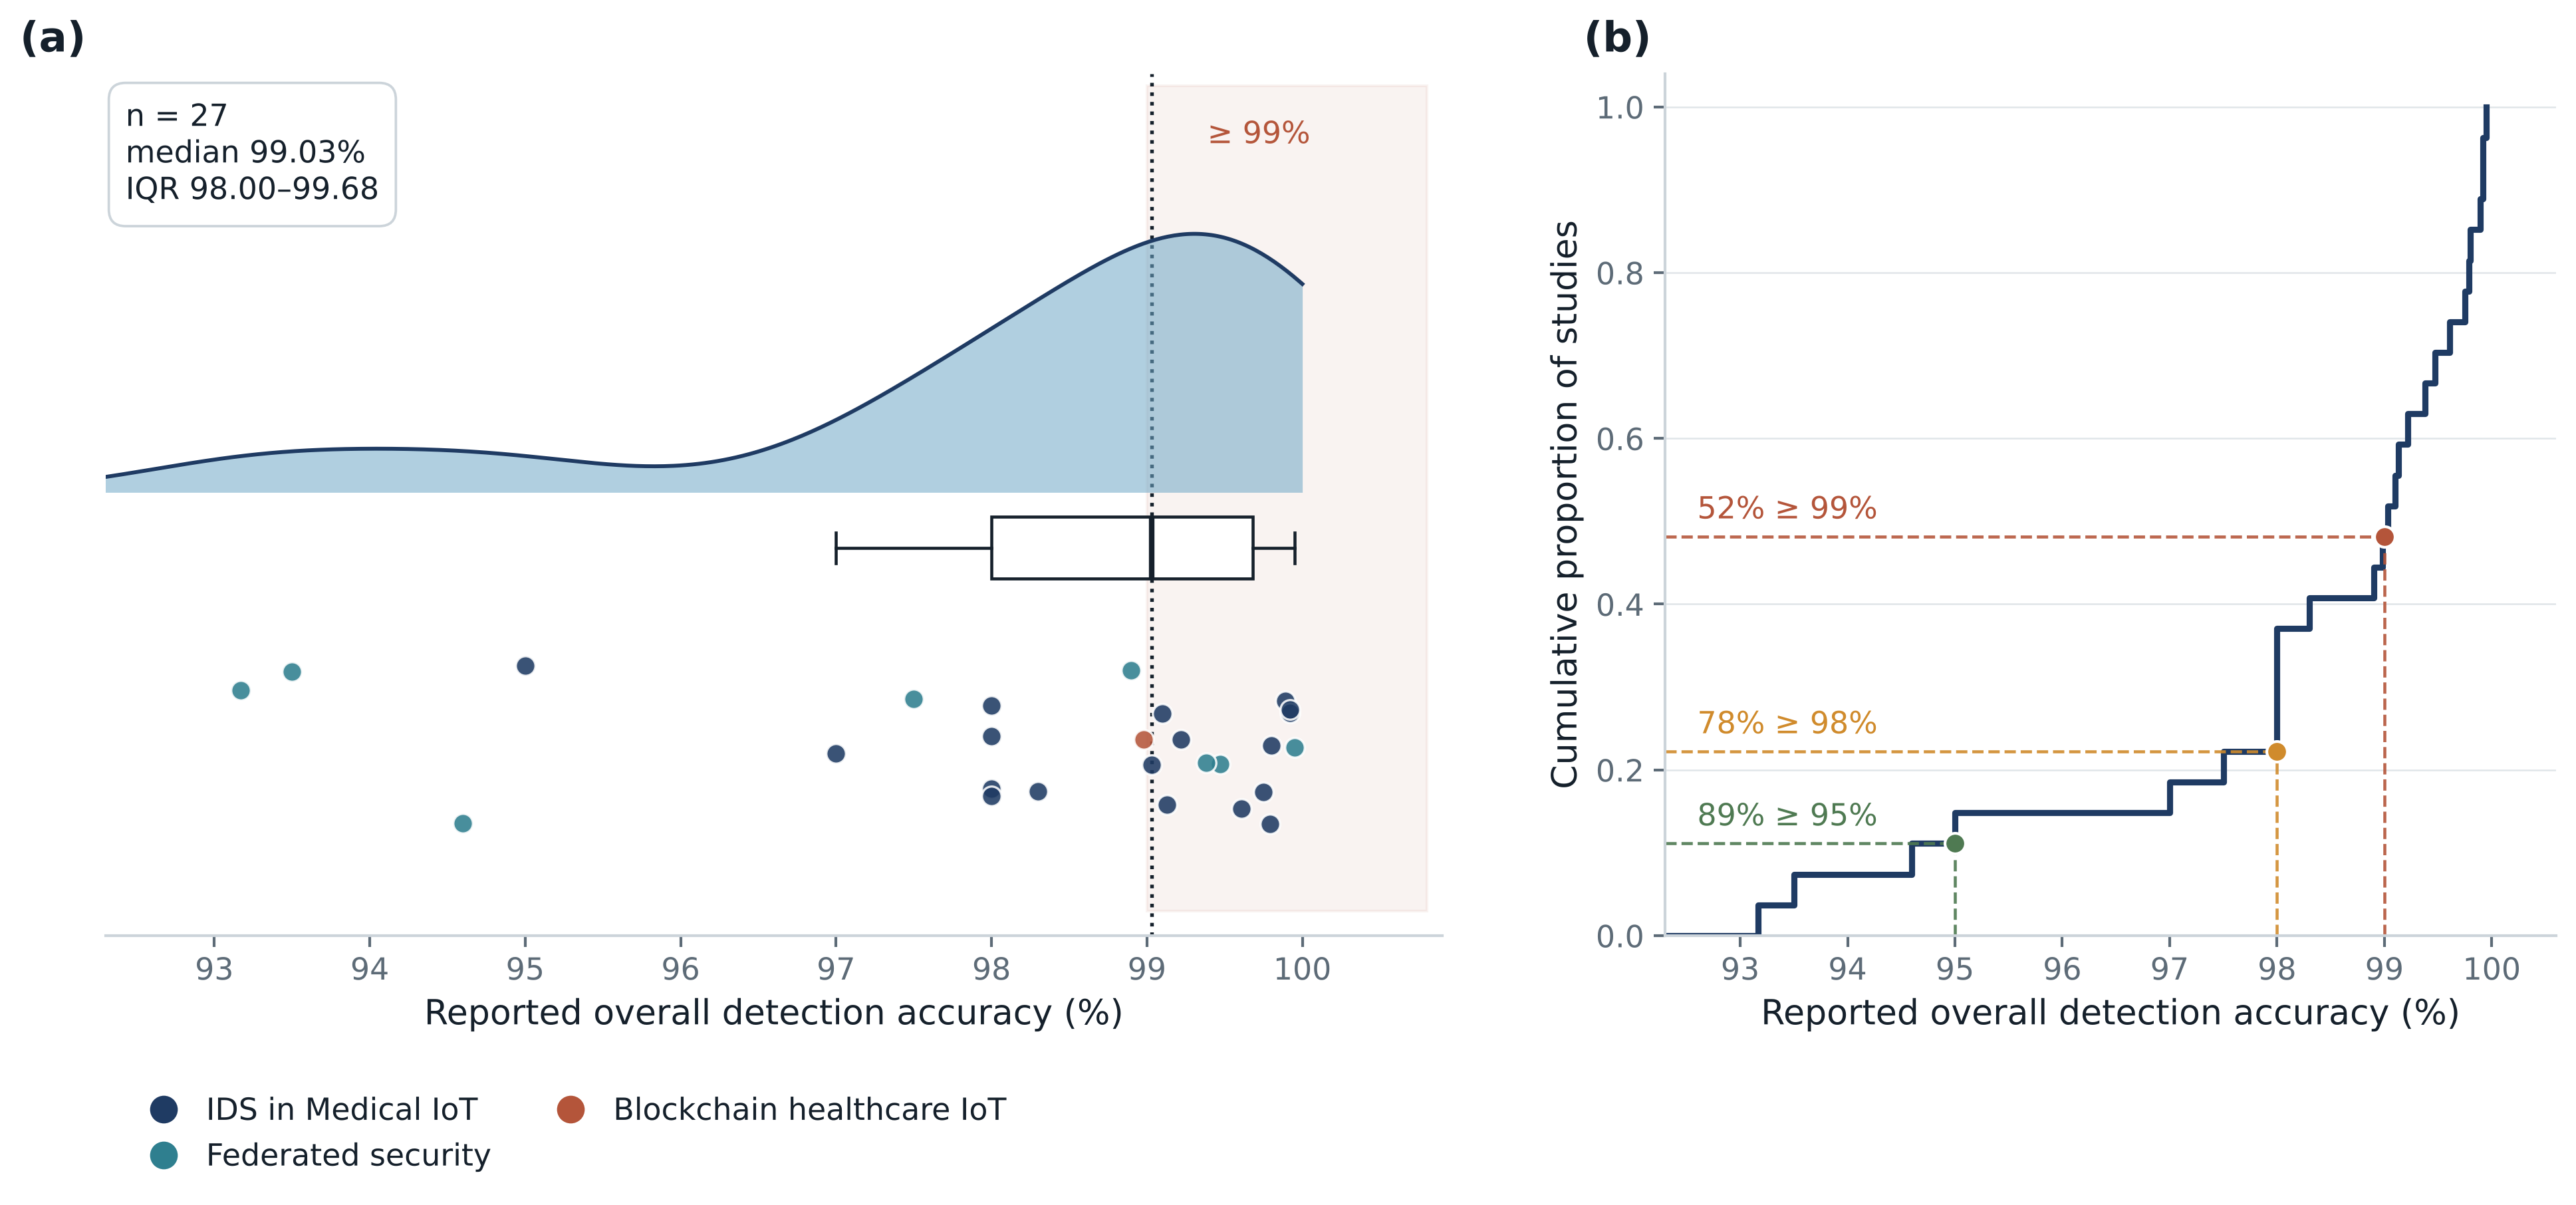 (a)
n = 27
median 99.03%
IQR 98.00–99.68
≥ 99%
93 94 95 96 97 98 99 100
Reported overall detection accuracy (%)
IDS in Medical IoT
Federated security
Blockchain healthcare IoT
(b)
Cumulative proportion of studies
1.0
0.8
0.6
0.4
0.2
0.0
52% ≥ 99%
78% ≥ 98%
89% ≥ 95%
93 94 95 96 97 98 99 100
Reported overall detection accuracy (%)